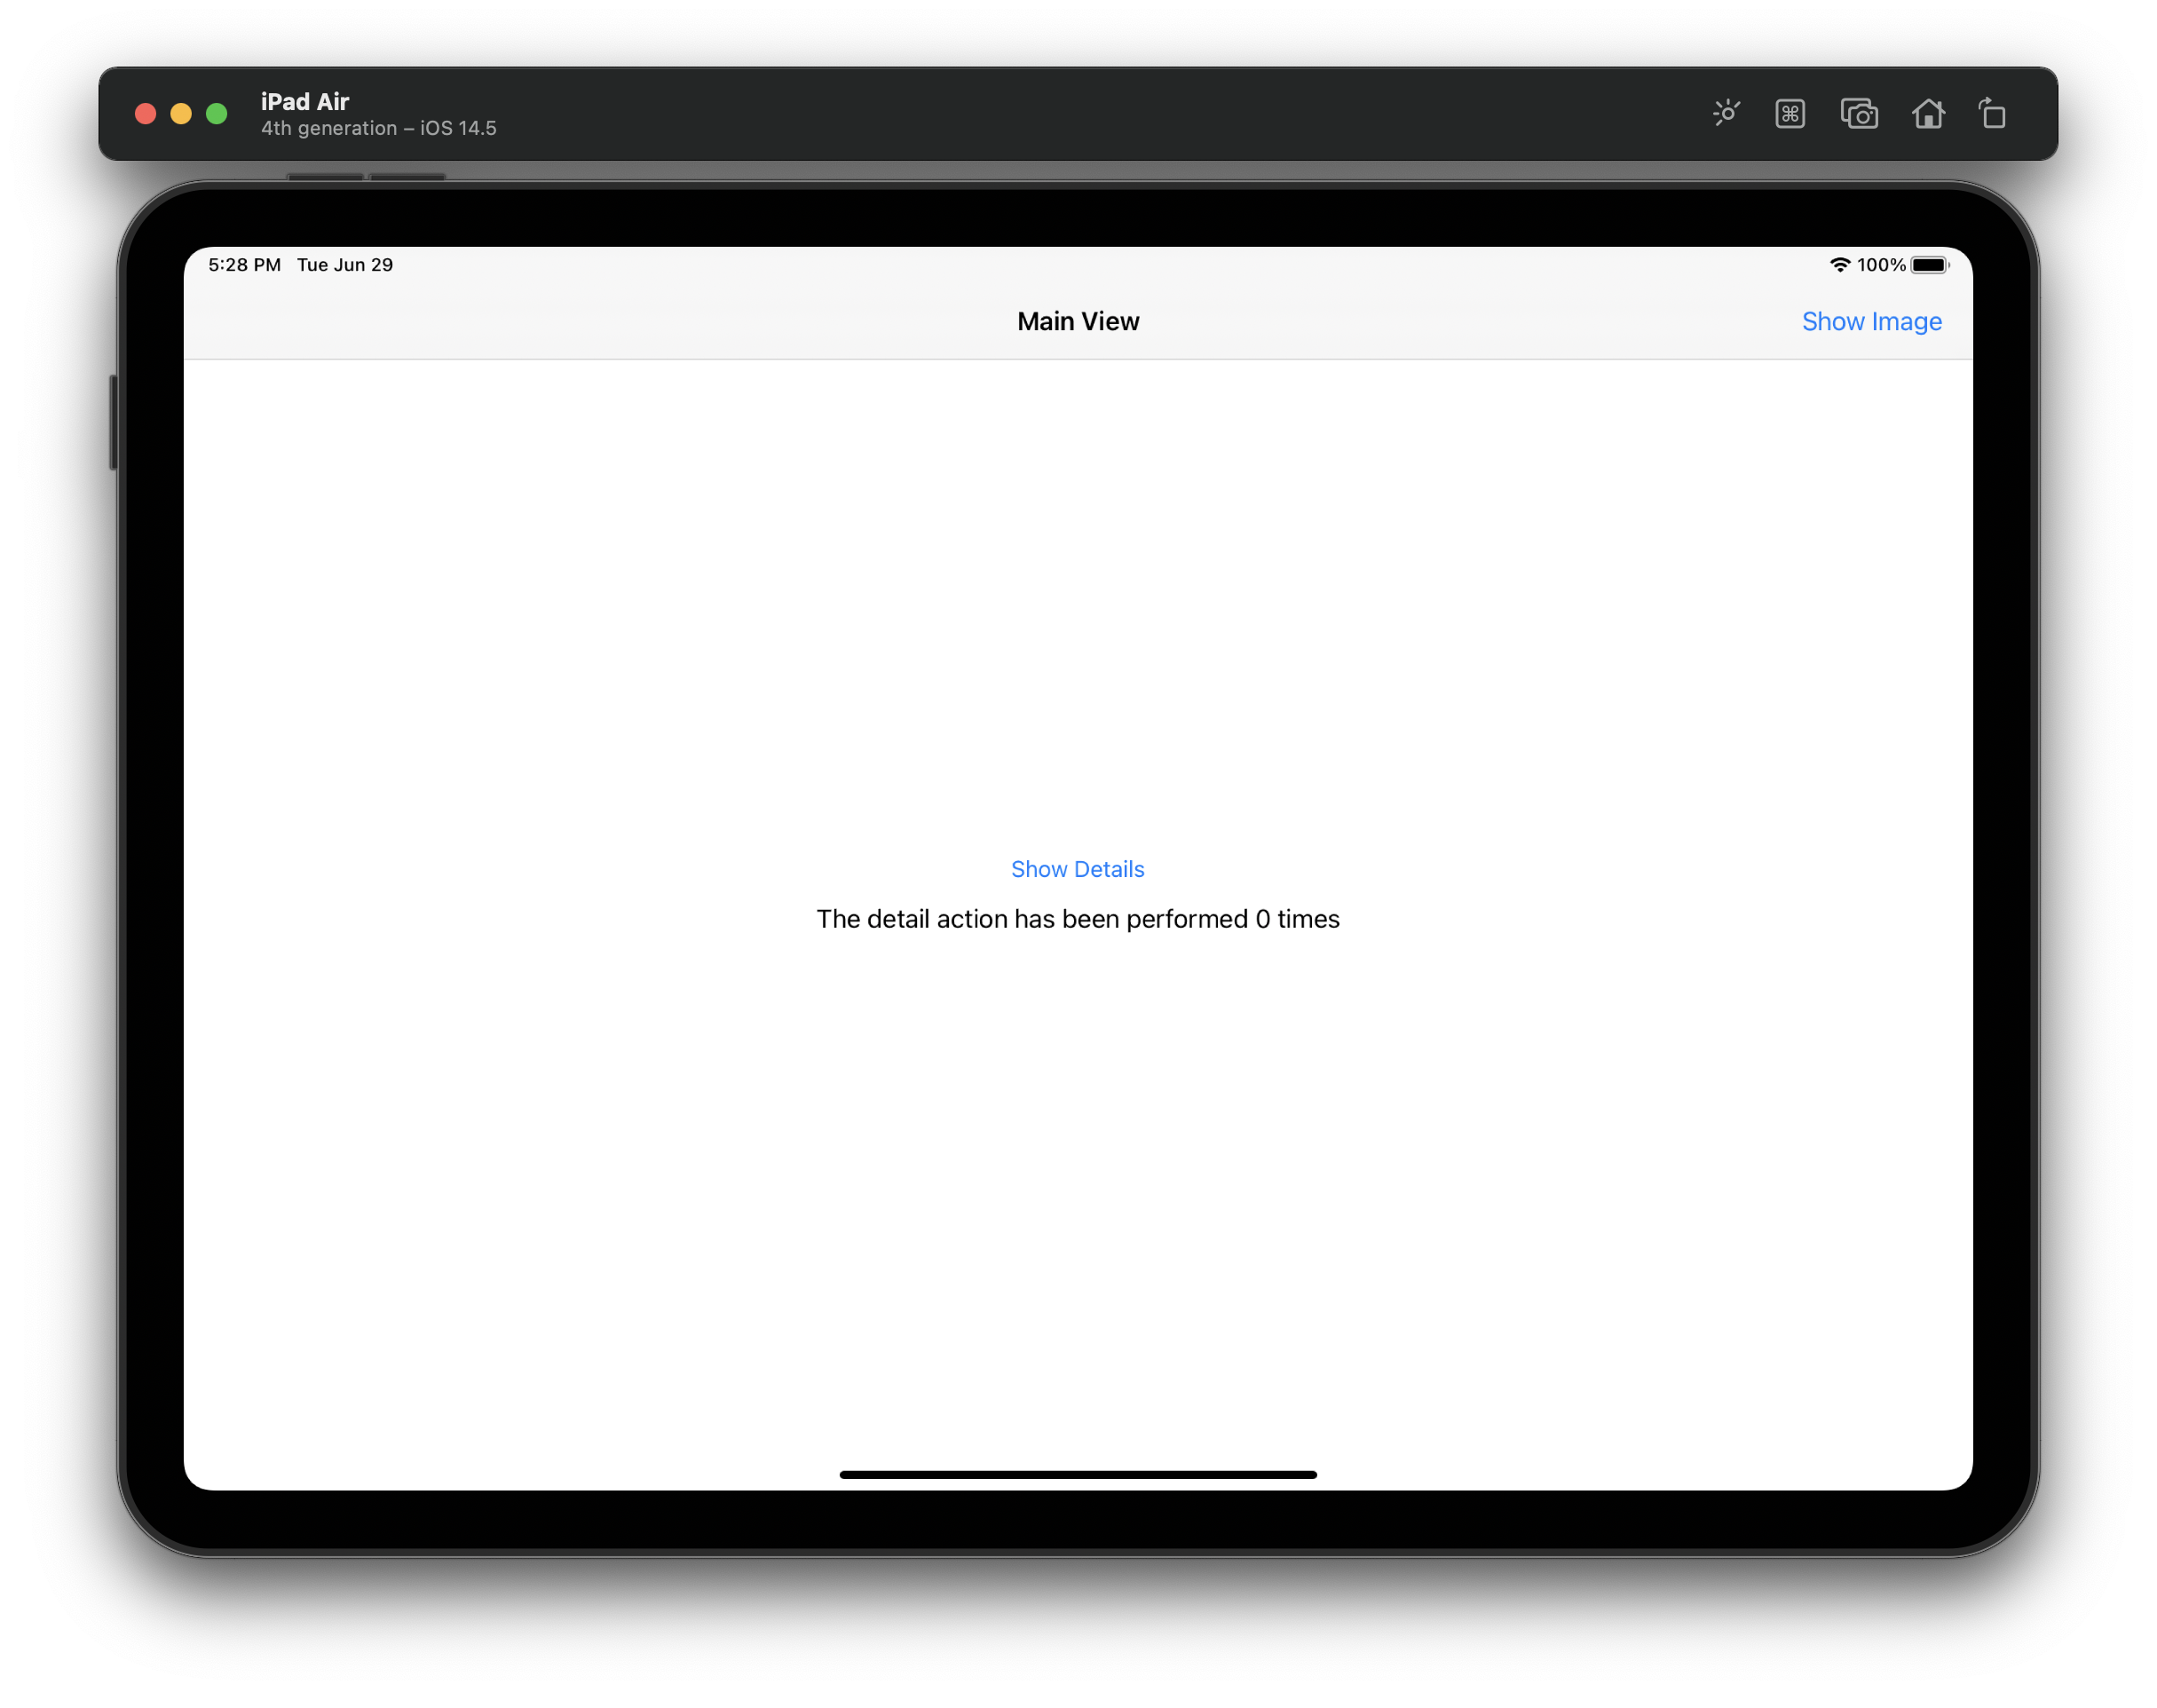 iPad Air
4th generation – iOS 14.5
5:28 PM Tue Jun 29 100%
Main View Show Image
Show Details
The detail action has been performed 0 times